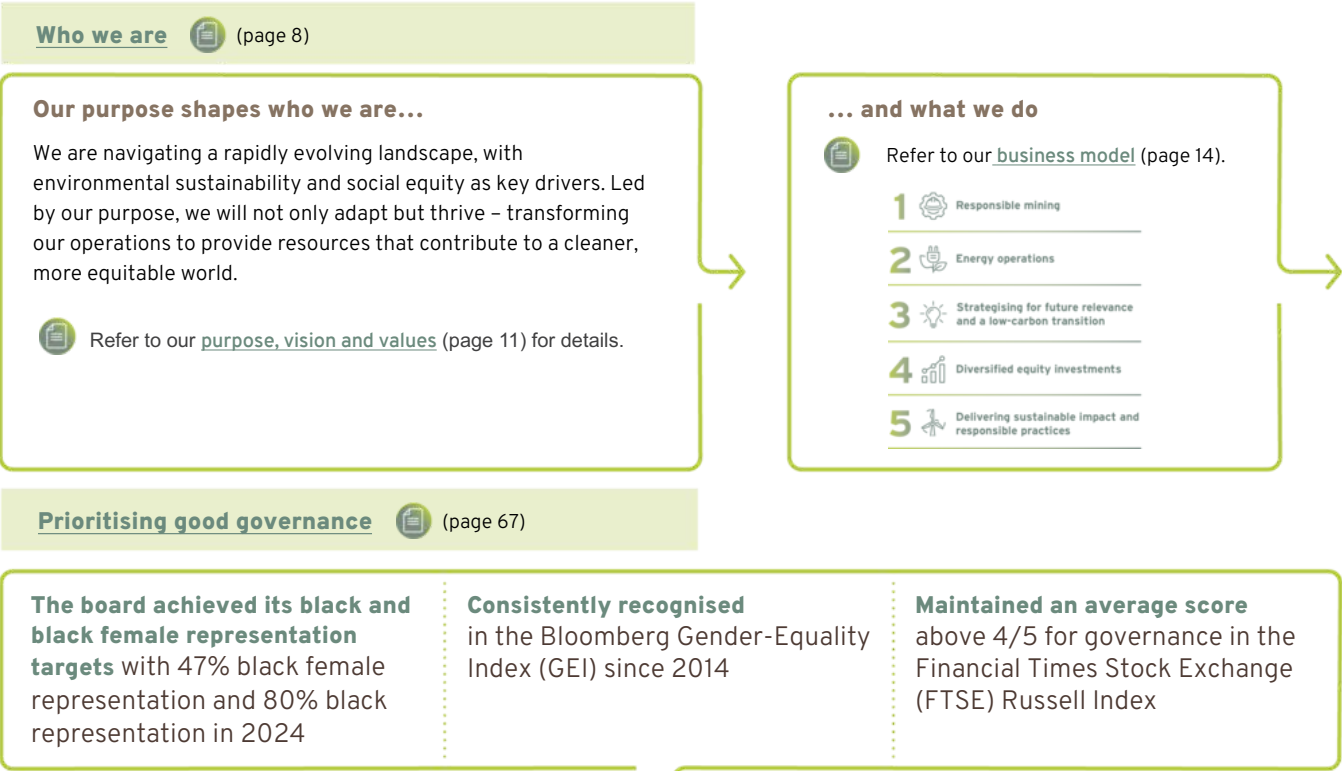 Who we are (page 8)
Our purpose shapes who we are...
We are navigating a rapidly evolving landscape, with
environmental sustainability and social equity as key drivers. Led
by our purpose, we will not only adapt but thrive – transforming
our operations to provide resources that contribute to a cleaner,
more equitable world.
Refer to our purpose, vision and values (page 11) for details.
... and what we do
Refer to our business model (page 14).
1 Responsible mining
2 Energy operations
3 Strategising for future relevance
and a low-carbon transition
4 Diversified equity investments
5 Delivering sustainable impact and
responsible practices
Prioritising good governance (page 67)
The board achieved its black and
black female representation
targets with 47% black female
representation and 80% black
representation in 2024
Consistently recognised
in the Bloomberg Gender-Equality
Index (GEI) since 2014
Maintained an average score
above 4/5 for governance in the
Financial Times Stock Exchange
(FTSE) Russell Index